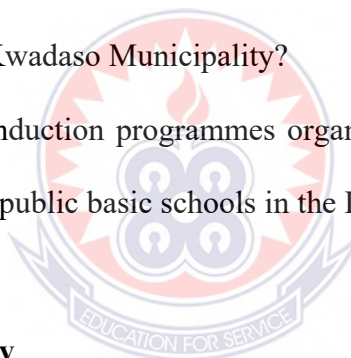 Kwadaso Municipality?
nduction programmes organ
public basic schools in the
EDUCATION FOR SERVICE
y